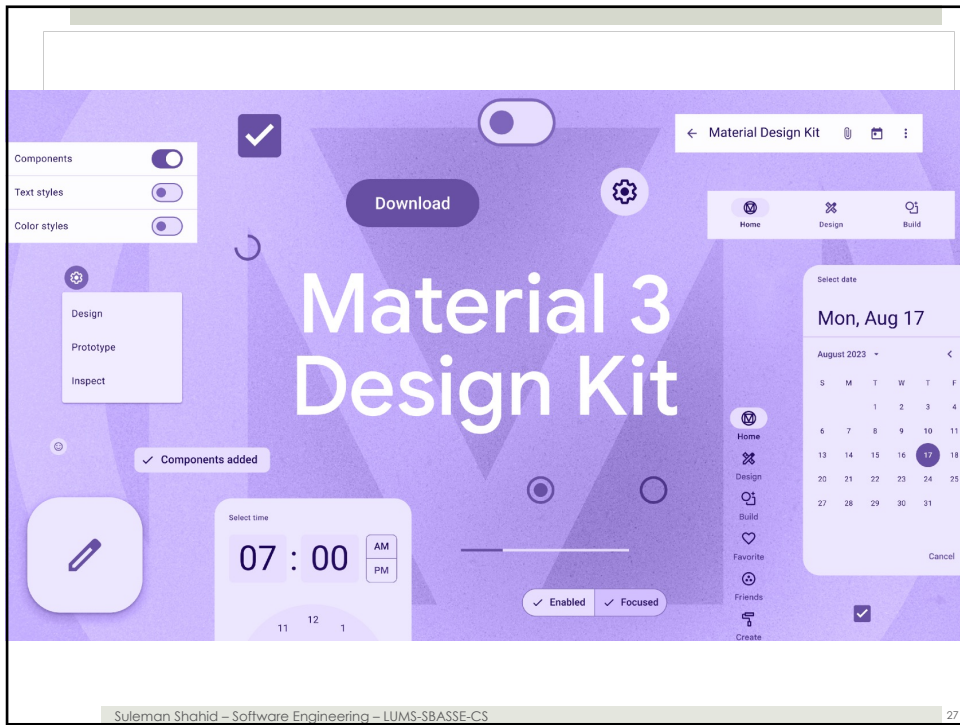 Components
Text styles
Color styles
Download
Material Design Kit
Home
Design
Build
Design
Prototype
Inspect
Material 3
Design Kit
Select date
Mon, Aug 17
August 2023
S M T W T F
1 2 3 4
6 7 8 9 10 11
13 14 15 16 17 18
20 21 22 23 24 25
27 28 29 30 31
Cancel
Components added
Home
Design
Build
Favorite
Friends
Create
Select time
07 : 00
AM
PM
11 12 1
Enabled
Focused
Suleman Shahid – Software Engineering – LUMS-SBASSE-CS
27